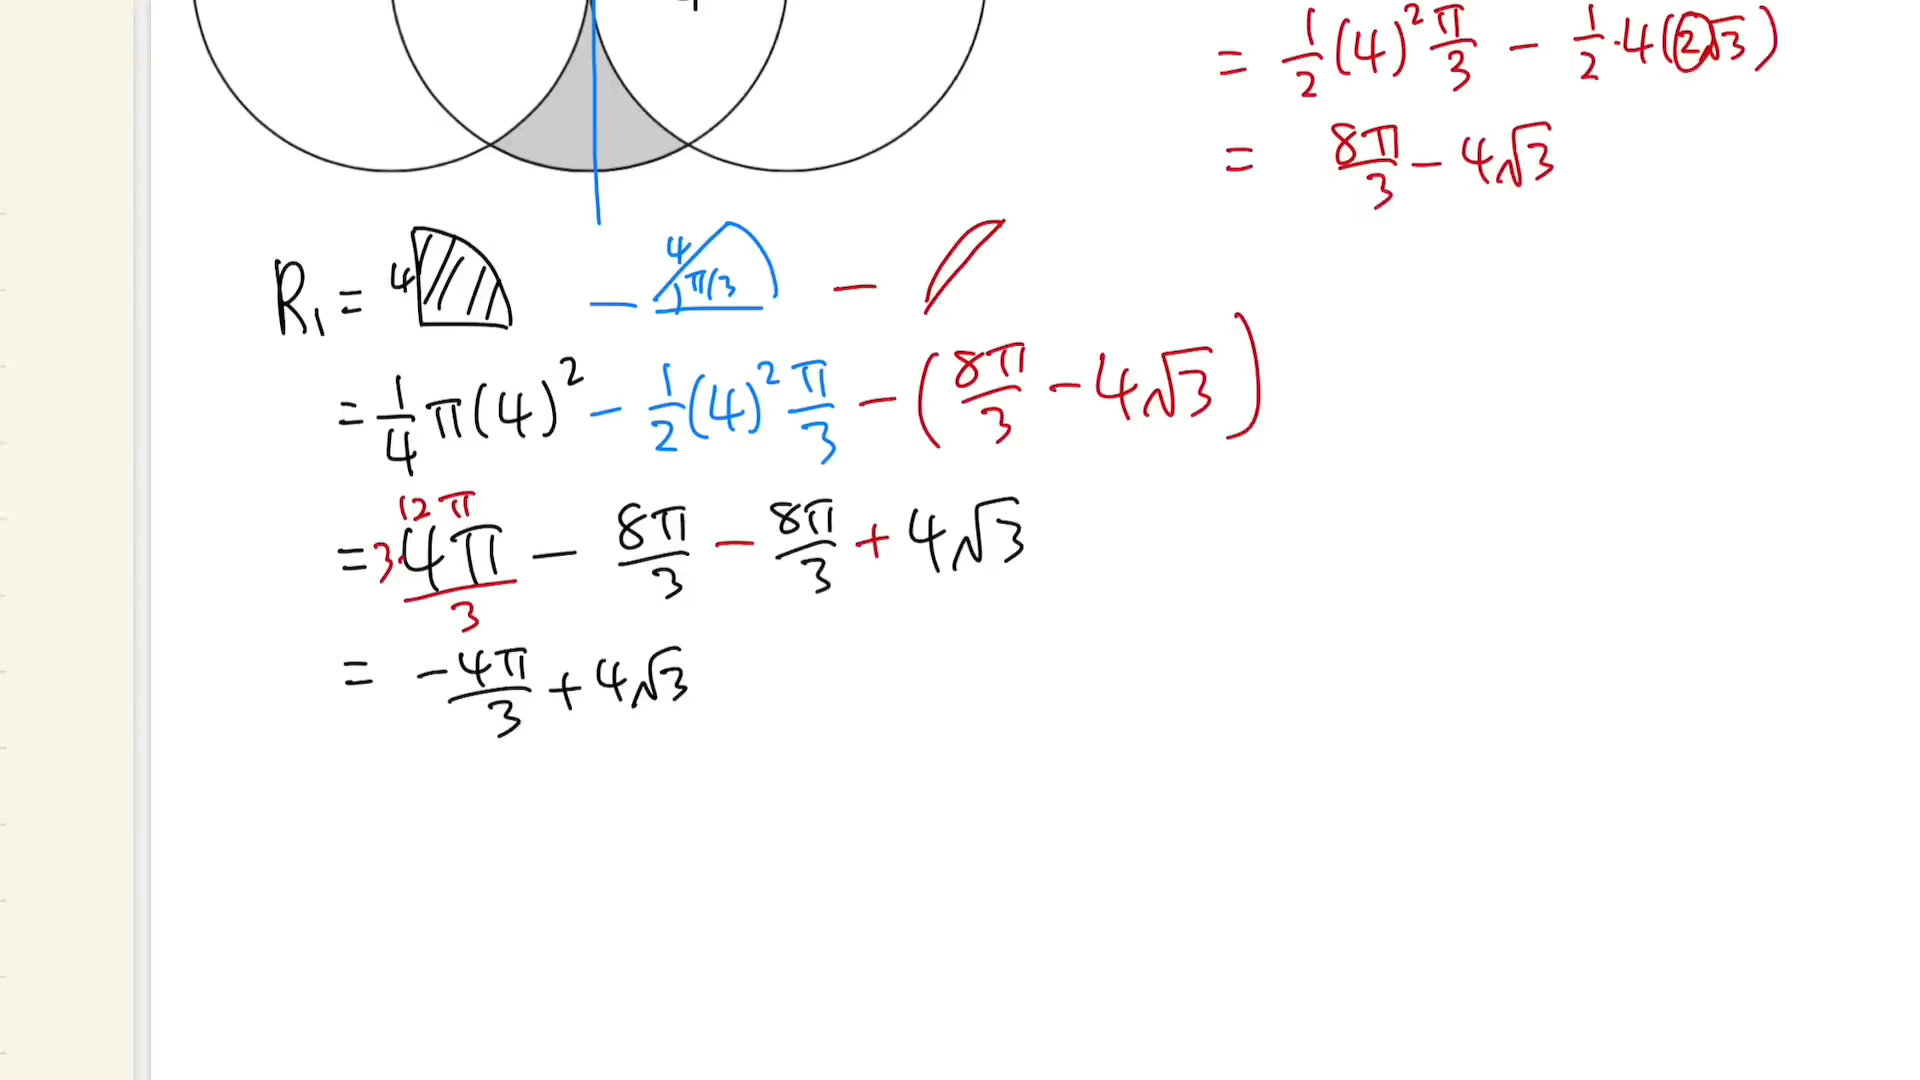 = 1/2 (4)² π/3 − 1/2 · 4(2√3)
= 8π/3 − 4√3
R₁ = 4 − 4 π/3 −
= 1/4 π(4)² − 1/2 (4)² π/3 − (8π/3 − 4√3)
12π
= 3·4π/3 − 8π/3 − 8π/3 + 4√3
= −4π/3 + 4√3